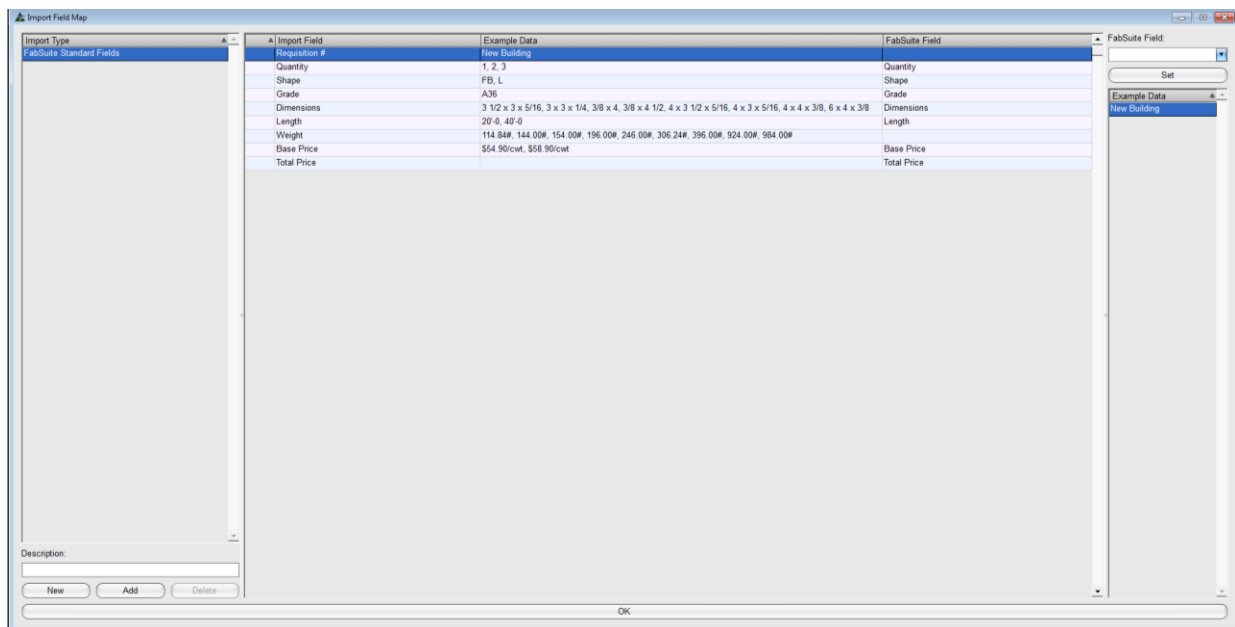 Import Field Map
Import Type
FabSuite Standard Fields
Import Field Example Data FabSuite Field
Requisition # New Building
Quantity 1, 2, 3 Quantity
Shape FB, L Shape
Grade A36 Grade
Dimensions 3 1/2 x 3 x 5/16, 3 x 3 x 1/4, 3/8 x 4, 3/8 x 4 1/2, 4 x 3 1/2 x 5/16, 4 x 3 x 5/16, 4 x 4 x 3/8, 6 x 4 x 3/8 Dimensions
Length 20'-0, 40'-0 Length
Weight 114.84#, 144.00#, 154.00#, 196.00#, 246.00#, 306.24#, 396.00#, 924.00#, 984.00#
Base Price $54.90/cwt, $58.90/cwt Base Price
Total Price Total Price
FabSuite Field:
Set
Example Data
New Building
Description:
New Add Delete
OK